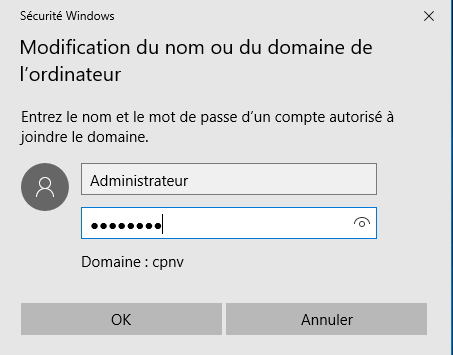 Sécurité Windows
Modification du nom ou du domaine de
l’ordinateur
Entrez le nom et le mot de passe d’un compte autorisé à
joindre le domaine.
Administrateur
●●●●●●●●
Domaine : cpnv
OK
Annuler